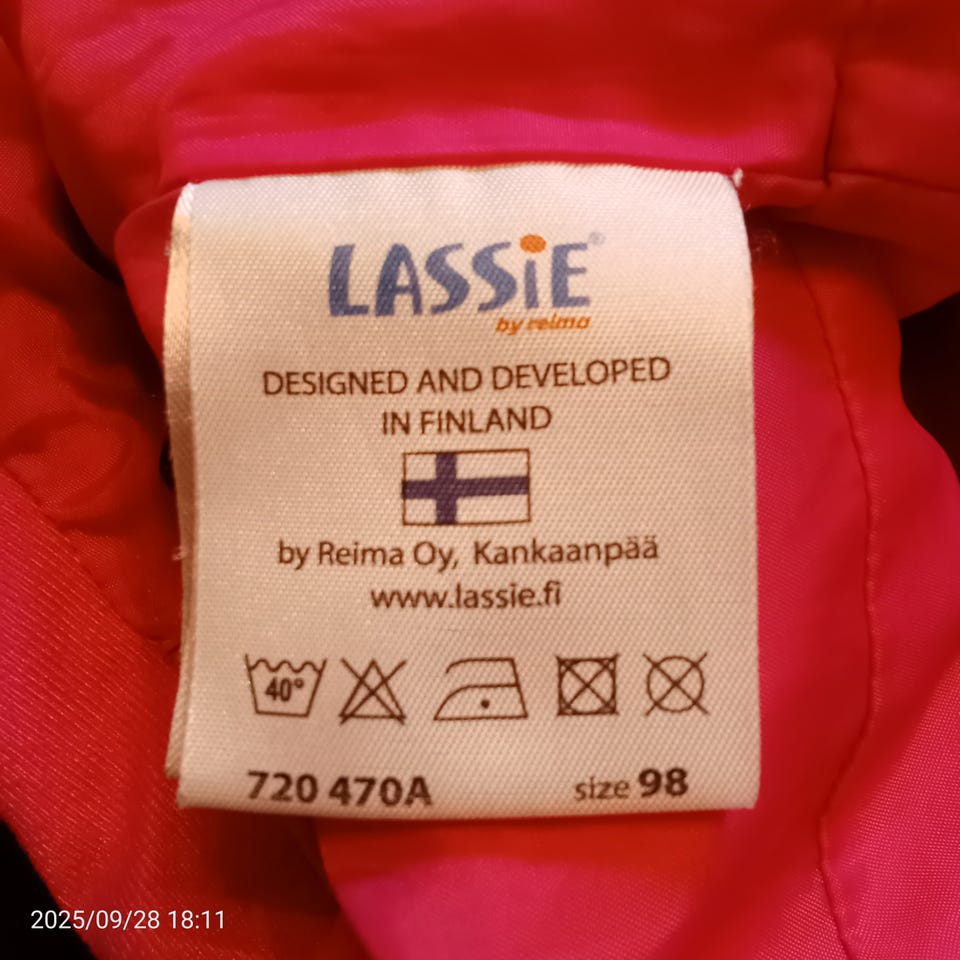 LASSiE®
by reima
DESIGNED AND DEVELOPED
IN FINLAND
by Reima Oy, Kankaanpää
www.lassie.fi
40°
720 470A size 98
2025/09/28 18:11